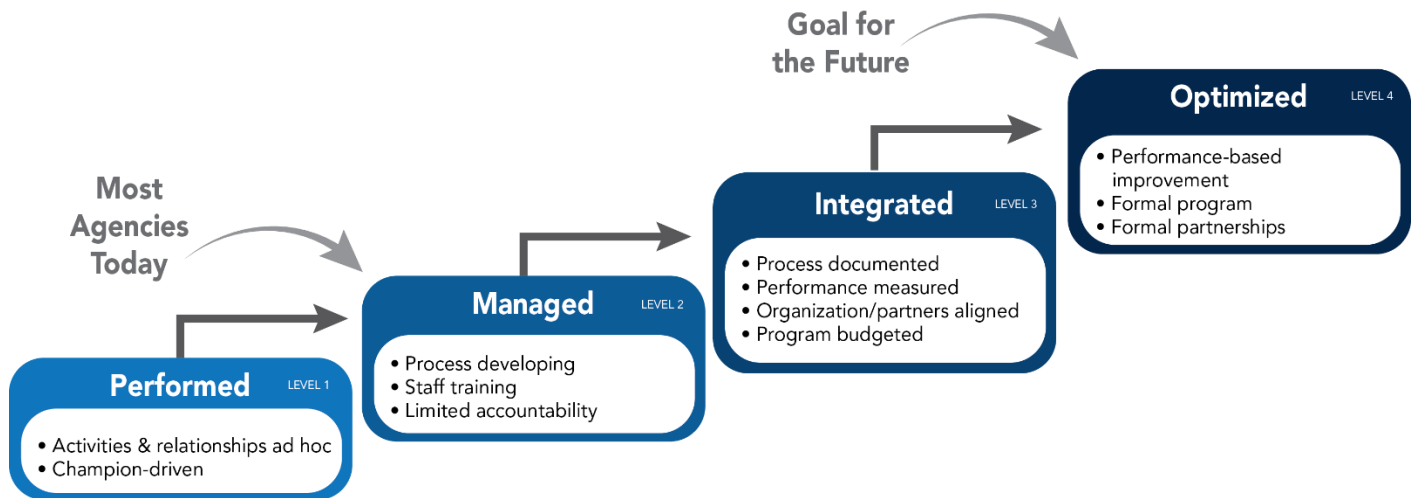 Most
Agencies
Today
Goal for
the Future
Performed LEVEL 1
• Activities & relationships ad hoc
• Champion-driven
Managed LEVEL 2
• Process developing
• Staff training
• Limited accountability
Integrated LEVEL 3
• Process documented
• Performance measured
• Organization/partners aligned
• Program budgeted
Optimized LEVEL 4
• Performance-based
improvement
• Formal program
• Formal partnerships